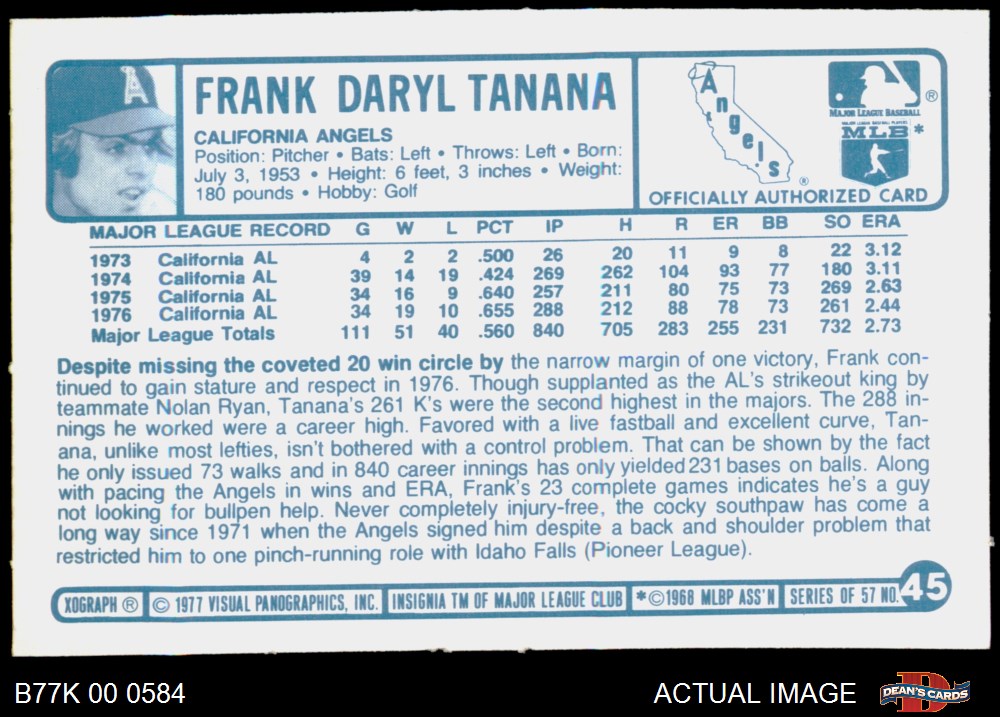 A
FRANK DARYL TANANA
CALIFORNIA ANGELS
Position: Pitcher • Bats: Left • Throws: Left • Born:
July 3, 1953 • Height: 6 feet, 3 inches • Weight:
180 pounds • Hobby: Golf
Angels ®
MAJOR LEAGUE BASEBALL ®
MAJOR LEAGUE BASEBALL PLAYERS
MLB *
OFFICIALLY AUTHORIZED CARD
MAJOR LEAGUE RECORD G W L PCT IP H R ER BB SO ERA
1973 California AL 4 2 2 .500 26 20 11 9 8 22 3.12
1974 California AL 39 14 19 .424 269 262 104 93 77 180 3.11
1975 California AL 34 16 9 .640 257 211 80 75 73 269 2.63
1976 California AL 34 19 10 .655 288 212 88 78 73 261 2.44
Major League Totals 111 51 40 .560 840 705 283 255 231 732 2.73
Despite missing the coveted 20 win circle by the narrow margin of one victory, Frank con-
tinued to gain stature and respect in 1976. Though supplanted as the AL's strikeout king by
teammate Nolan Ryan, Tanana's 261 K's were the second highest in the majors. The 288 in-
nings he worked were a career high. Favored with a live fastball and excellent curve, Tan-
ana, unlike most lefties, isn't bothered with a control problem. That can be shown by the fact
he only issued 73 walks and in 840 career innings has only yielded 231 bases on balls. Along
with pacing the Angels in wins and ERA, Frank's 23 complete games indicates he's a guy
not looking for bullpen help. Never completely injury-free, the cocky southpaw has come a
long way since 1971 when the Angels signed him despite a back and shoulder problem that
restricted him to one pinch-running role with Idaho Falls (Pioneer League).
XOGRAPH ® © 1977 VISUAL PANOGRAPHICS, INC. INSIGNIA TM OF MAJOR LEAGUE CLUB *©1968 MLBP ASS'N SERIES OF 57 NO. 45
B77K 00 0584 ACTUAL IMAGE D DEAN'S CARDS